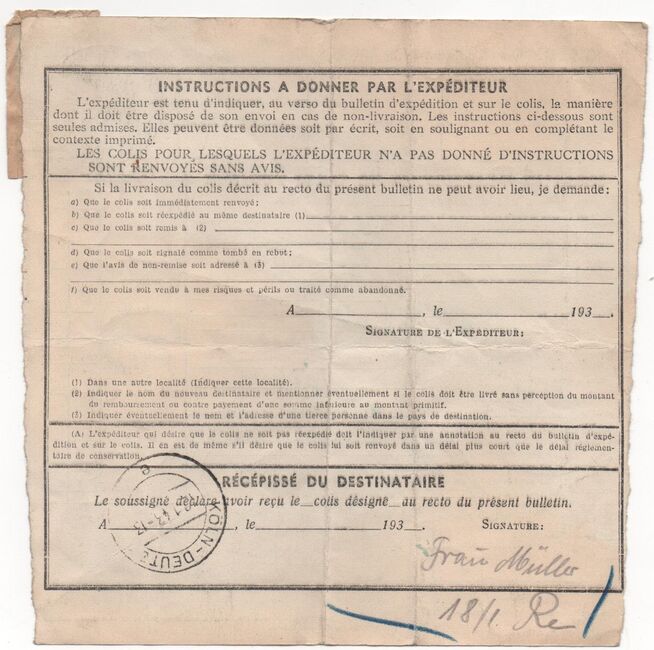 INSTRUCTIONS A DONNER PAR L'EXPÉDITEUR
L'expéditeur est tenu d'indiquer, au verso du bulletin d'expédition et sur le colis, la manière
dont il doit être disposé de son envoi en cas de non-livraison. Les instructions ci-dessous sont
seules admises. Elles peuvent être données soit par écrit, soit en soulignant ou en complétant le
contexte imprimé.
LES COLIS POUR LESQUELS L'EXPÉDITEUR N'A PAS DONNÉ D'INSTRUCTIONS
SONT RENVOYÉS SANS AVIS.
Si la livraison du colis décrit au recto du présent bulletin ne peut avoir lieu, je demande:
a) Que le colis soit immédiatement renvoyé;
b) Que le colis soit réexpédié au même destinataire (1)
c) Que le colis soit remis à (2)
d) Que le colis soit signalé comme tombé en rebut;
e) Que l'avis de non-remise soit adressé à (3)
f) Que le colis soit vendu à mes risques et périls ou traité comme abandonné.
A , le 193 .
SIGNATURE DE L'EXPÉDITEUR:
(1) Dans une autre localité (Indiquer cette localité).
(2) Indiquer le nom du nouveau destinataire et mentionner éventuellement si le colis doit être livré sans perception du montant
du remboursement ou contre payement d'une somme inférieure au montant primitif.
(3) Indiquer éventuellement le nom et l'adresse d'une tierce personne dans le pays de destination.
(A) L'expéditeur qui désire que le colis ne soit pas réexpédié doit l'indiquer par une annotation au recto du bulletin d'expé-
dition et sur le colis. Il en est de même s'il désire que le colis lui soit renvoyé dans un délai plus court que le délai réglemen-
taire de conservation.
RÉCÉPISSÉ DU DESTINATAIRE
Le soussigné déclare avoir reçu le colis désigné au recto du présent bulletin.
A , le 193 . SIGNATURE:
KÖLN-DEUTZ
e
Frau Müller
18/1. Re